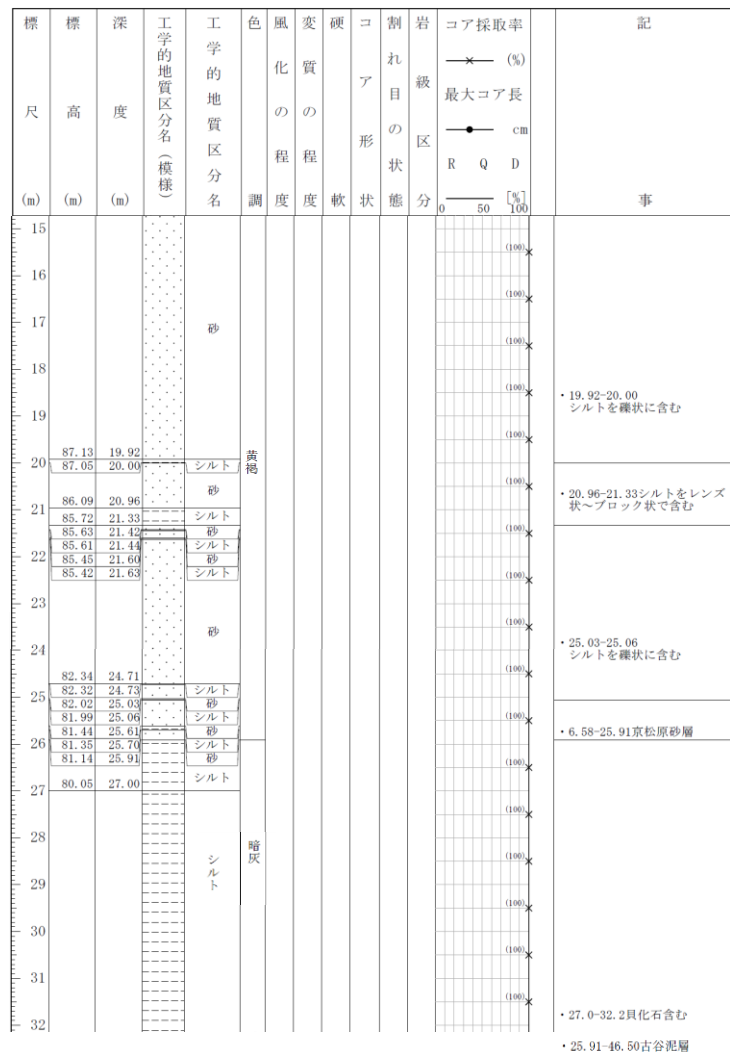 標尺(m)
標高(m)
深度(m)
工学的地質区分名(模様)
工学的地質区分名
色調
風化の程度
変質の程度
硬軟
コア形状
割れ目の状態
岩級区分
コア採取率
(%)
最大コア長
cm
R Q D
[%]
0 50 100
記事
15
(100)
16
(100)
17
砂
(100)
18
(100)
・19.92-20.00
シルトを礫状に含む
19
(100)
87.13 19.92
黄褐
20
87.05 20.00 シルト
砂
(100)
・20.96-21.33シルトをレンズ
状~ブロック状で含む
86.09 20.96
21
85.72 21.33 シルト
85.63 21.42 砂
(100)
85.61 21.44 シルト
22
85.45 21.60 砂
85.42 21.63 シルト
(100)
23
砂
(100)
24
・25.03-25.06
シルトを礫状に含む
82.34 24.71
(100)
82.32 24.73 シルト
25
82.02 25.03 砂
81.99 25.06 シルト
(100)
81.44 25.61 砂
・6.58-25.91京松原砂層
26
81.35 25.70 シルト
81.14 25.91 砂
(100)
80.05 27.00 シルト
27
(100)
28
暗灰
シルト
(100)
29
(100)
30
(100)
31
(100)
・27.0-32.2貝化石含む
32
・25.91-46.50古谷泥層